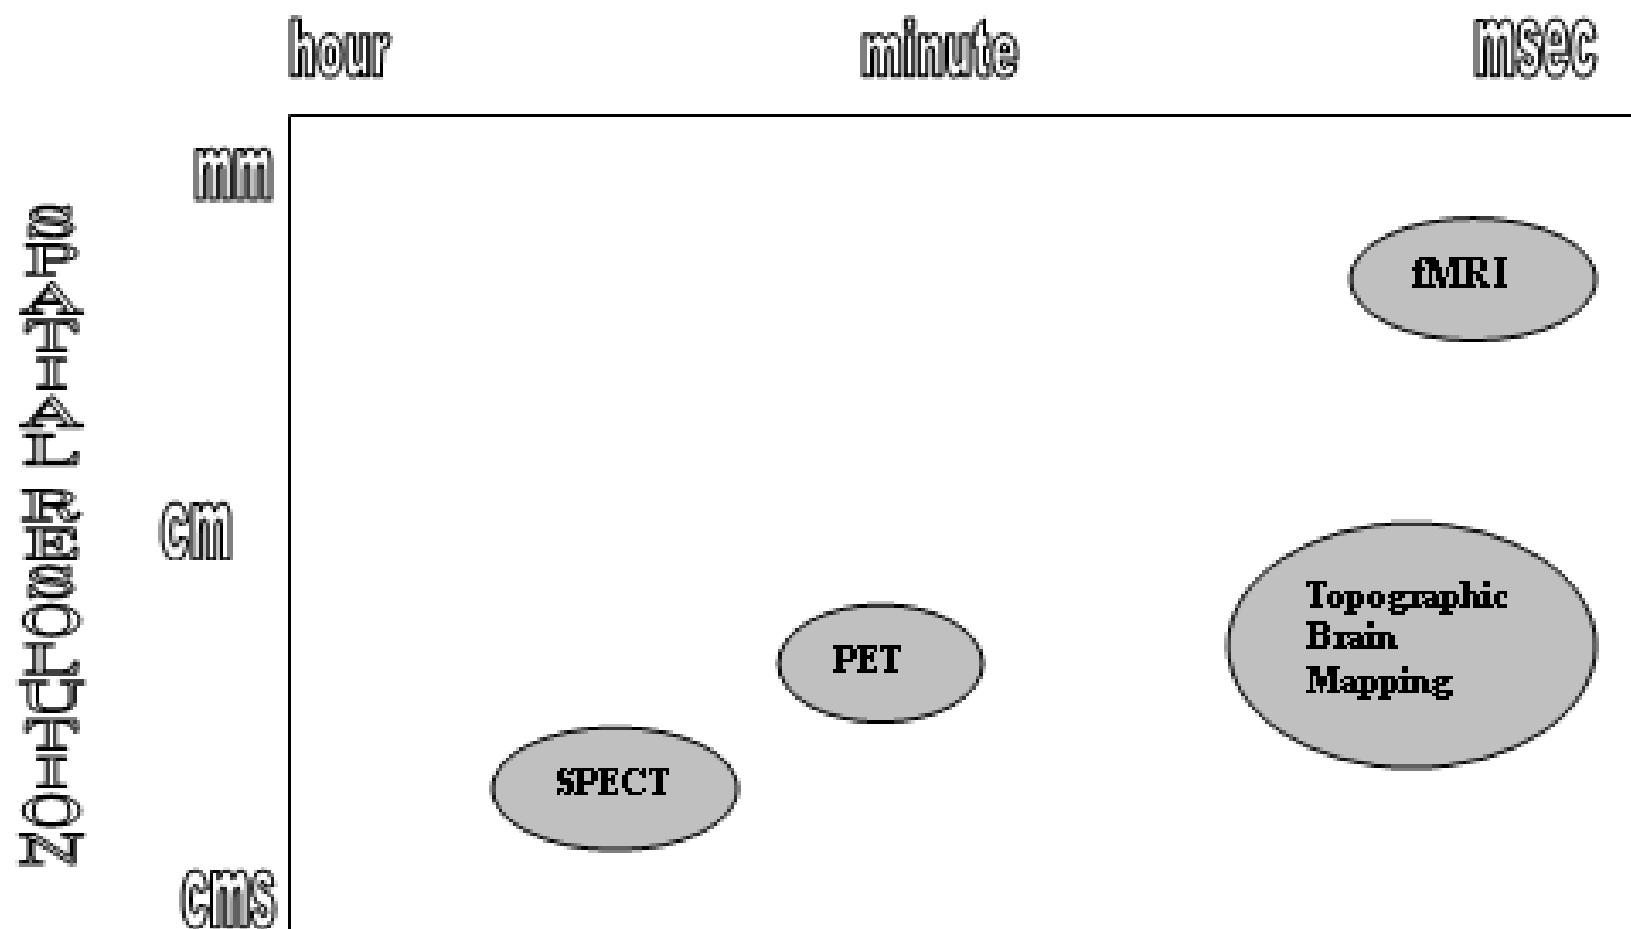 hour minute msec
mm
SPATIAL RESOLUTION
fMRI
cm
Topographic
Brain
Mapping
PET
SPECT
cms